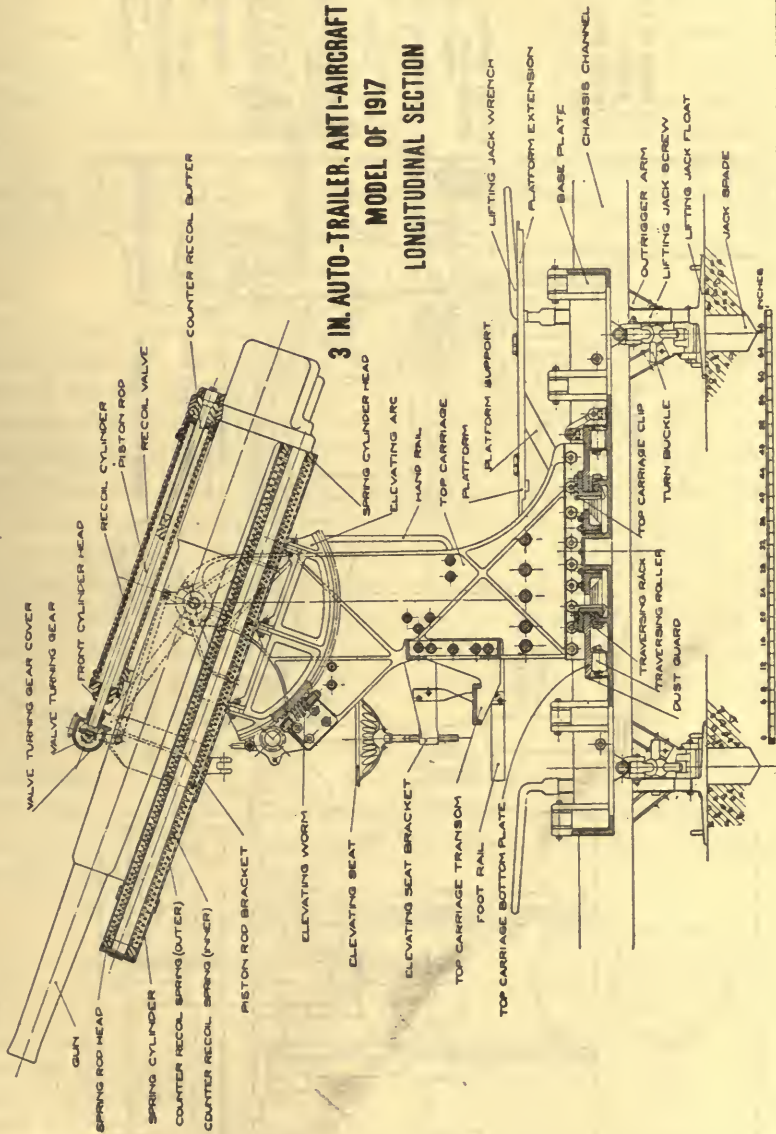 3 IN. AUTO-TRAILER, ANTI-AIRCRAFT
MODEL OF 1917
LONGITUDINAL SECTION
VALVE TURNING GEAR COVER
VALVE TURNING GEAR
FRONT CYLINDER HEAD
RECOIL CYLINDER
PISTON ROD
RECOIL VALVE
COUNTER RECOIL BUFFER
GUN
SPRING ROD HEAD
SPRING CYLINDER
COUNTER RECOIL SPRING (OUTER)
COUNTER RECOIL SPRING (INNER)
PISTON ROD BRACKET
ELEVATING WORM
ELEVATING SEAT
ELEVATING SEAT BRACKET
TOP CARRIAGE TRANSOM
FOOT RAIL
TOP CARRIAGE BOTTOM PLATE
SPRING CYLINDER HEAD
ELEVATING ARC
HAND RAIL
TOP CARRIAGE
PLATFORM
PLATFORM SUPPORT
LIFTING JACK WRENCH
PLATFORM EXTENSION
BASE PLATE
CHASSIS CHANNEL
TRAVERSING RACK
TRAVERSING ROLLER
DUST GUARD
TOP CARRIAGE CLIP
TURN BUCKLE
OUTRIGGER ARM
LIFTING JACK SCREW
LIFTING JACK FLOAT
JACK SPADE
INCHES